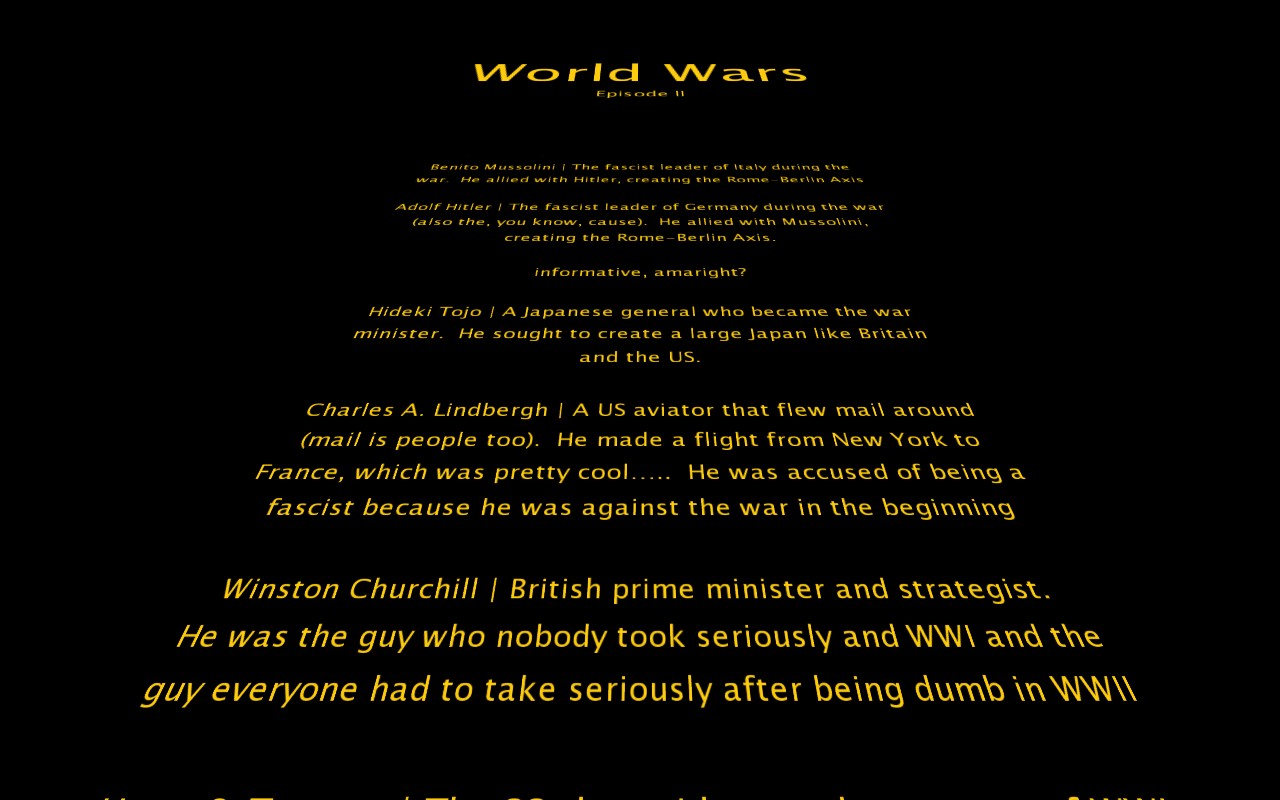 World Wars
Episode II
Benito Mussolini | The fascist leader of Italy during the
war.  He allied with Hitler, creating the Rome-Berlin Axis
Adolf Hitler | The fascist leader of Germany during the war
(also the, you know, cause).  He allied with Mussolini,
creating the Rome-Berlin Axis.
informative, amaright?
Hideki Tojo | A Japanese general who became the war
minister.  He sought to create a large Japan like Britain
and the US.
Charles A. Lindbergh | A US aviator that flew mail around
(mail is people too).  He made a flight from New York to
France, which was pretty cool.....  He was accused of being a
fascist because he was against the war in the beginning
Winston Churchill | British prime minister and strategist.
He was the guy who nobody took seriously and WWI and the
guy everyone had to take seriously after being dumb in WWII